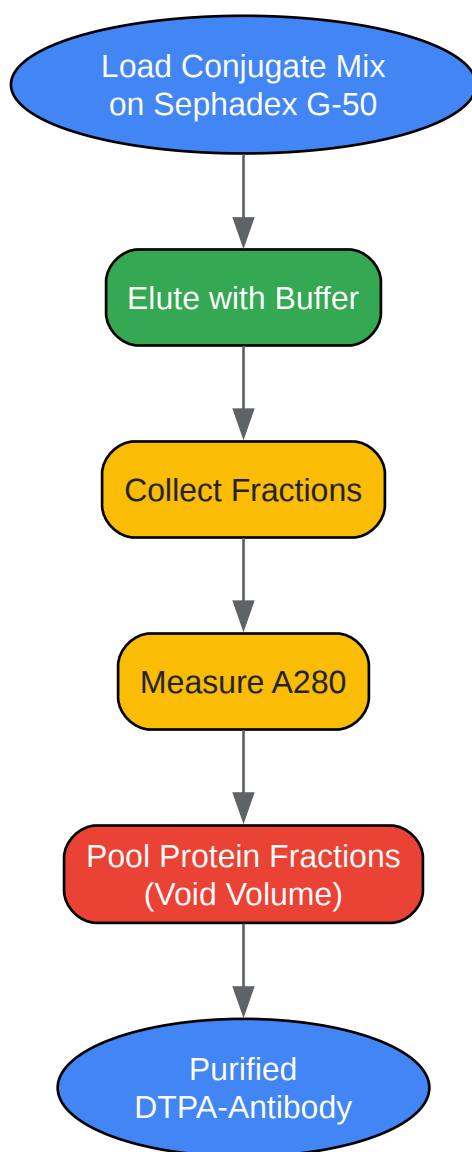 Load Conjugate Mix
on Sephadex G-50
Elute with Buffer
Collect Fractions
Measure A280
Pool Protein Fractions
(Void Volume)
Purified
DTPA-Antibody